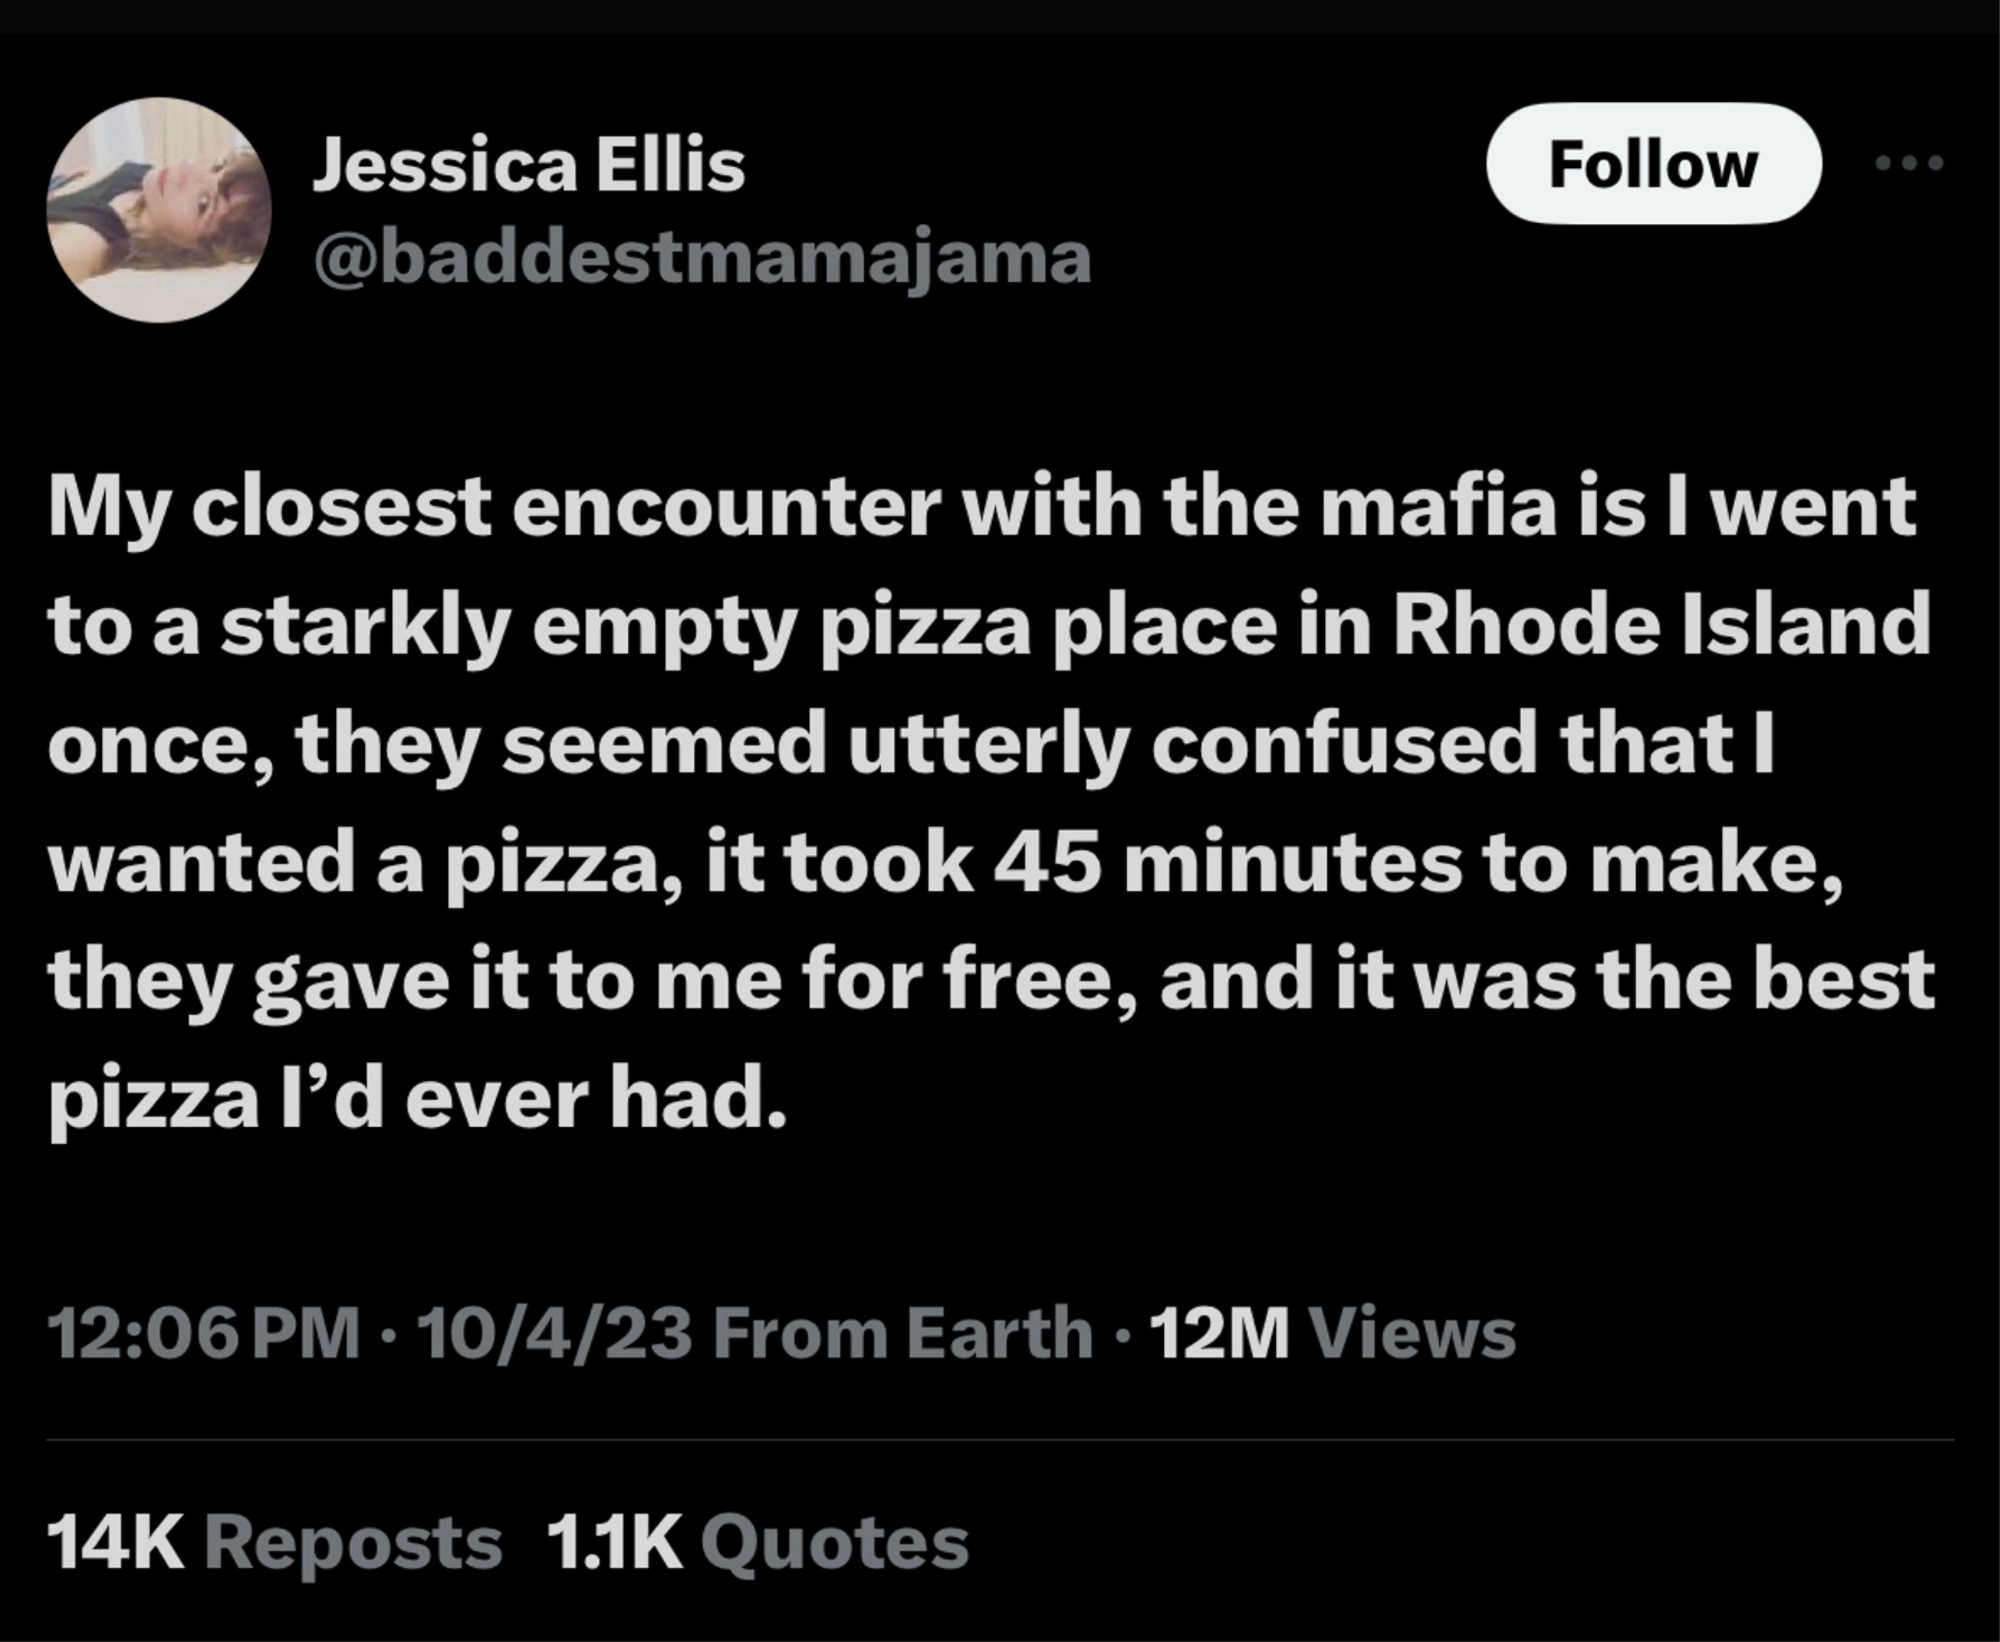 Jessica Ellis
Follow
@baddestmamajama
My closest encounter with the mafia is I went
to a starkly empty pizza place in Rhode Island
once, they seemed utterly confused that I
wanted a pizza, it took 45 minutes to make,
they gave it to me for free, and it was the best
pizza I’d ever had.
12:06 PM · 10/4/23 From Earth · 12M Views
14K Reposts 1.1K Quotes